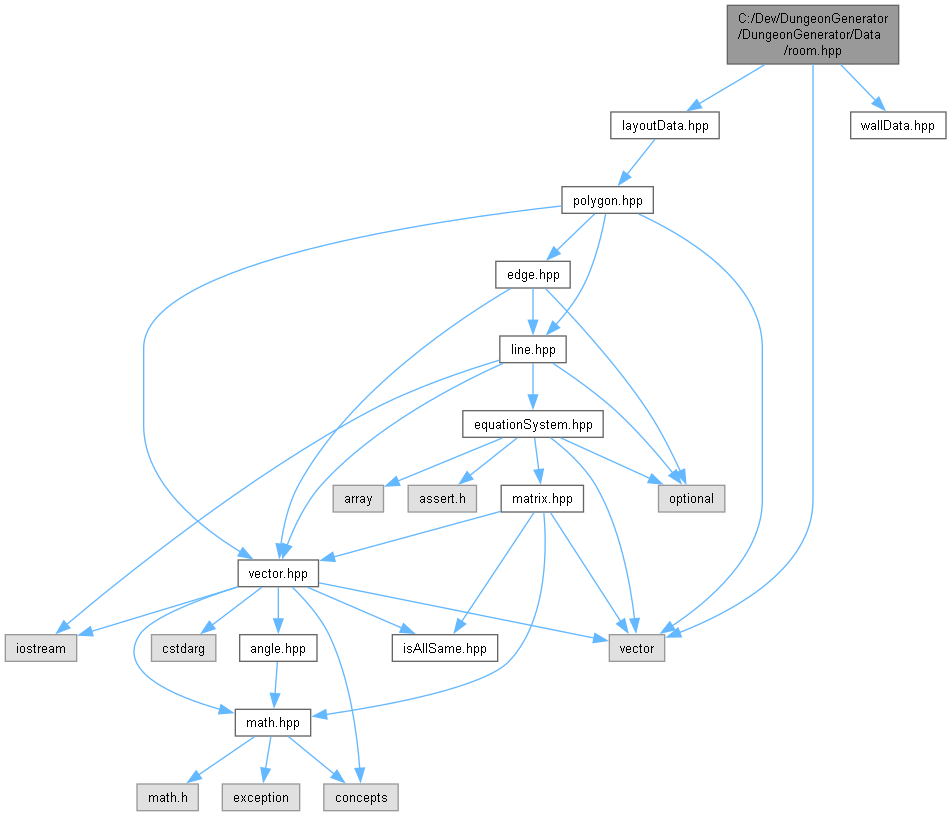 C:/Dev/DungeonGenerator
/DungeonGenerator/Data
/room.hpp
layoutData.hpp
wallData.hpp
polygon.hpp
edge.hpp
line.hpp
equationSystem.hpp
array
assert.h
matrix.hpp
optional
vector.hpp
iostream
cstdarg
angle.hpp
isAllSame.hpp
vector
math.hpp
math.h
exception
concepts